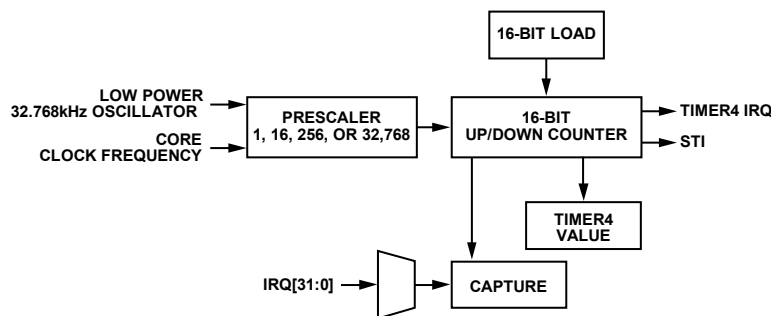 16-BIT LOAD
LOW POWER
32.768kHz OSCILLATOR
CORE
CLOCK FREQUENCY
PRESCALER
1, 16, 256, OR 32,768
16-BIT
UP/DOWN COUNTER
TIMER4 IRQ
STI
TIMER4
VALUE
IRQ[31:0]
CAPTURE